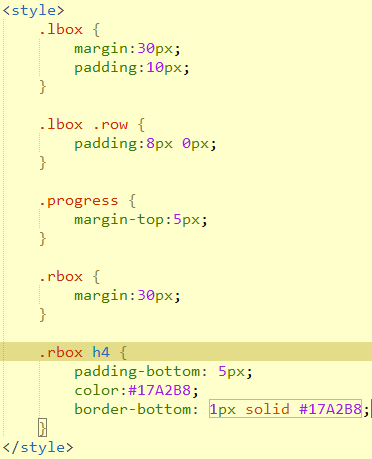 <style>
.lbox {
margin:30px;
padding:10px;
}
.lbox .row {
padding:8px 0px;
}
.progress {
margin-top:5px;
}
.rbox {
margin:30px;
}
.rbox h4 {
padding-bottom: 5px;
color:#17A2B8;
border-bottom: 1px solid #17A2B8;
}
</style>